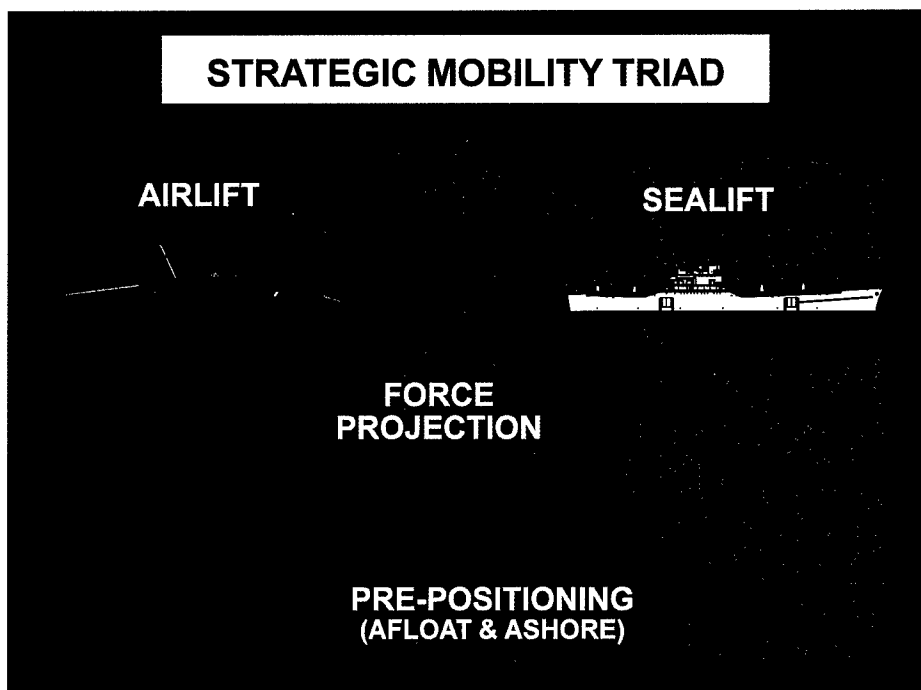 STRATEGIC MOBILITY TRIAD
AIRLIFT
SEALIFT
FORCE
PROJECTION
PRE-POSITIONING
(AFLOAT & ASHORE)